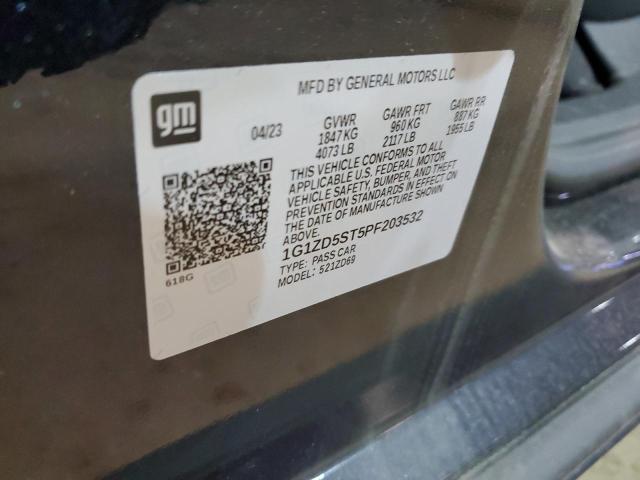 MFD BY GENERAL MOTORS LLC
gm
04/23
GVWR
1847 KG
4073 LB
GAWR FRT
960 KG
2117 LB
GAWR RR
887 KG
1955 LB
THIS VEHICLE CONFORMS TO ALL
APPLICABLE U.S. FEDERAL MOTOR
VEHICLE SAFETY, BUMPER, AND THEFT
PREVENTION STANDARDS IN EFFECT ON
THE DATE OF MANUFACTURE SHOWN
ABOVE.
1G1ZD5ST5PF203532
TYPE: PASS CAR
MODEL: 521ZD69
618G